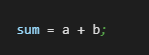 sum = a + b;